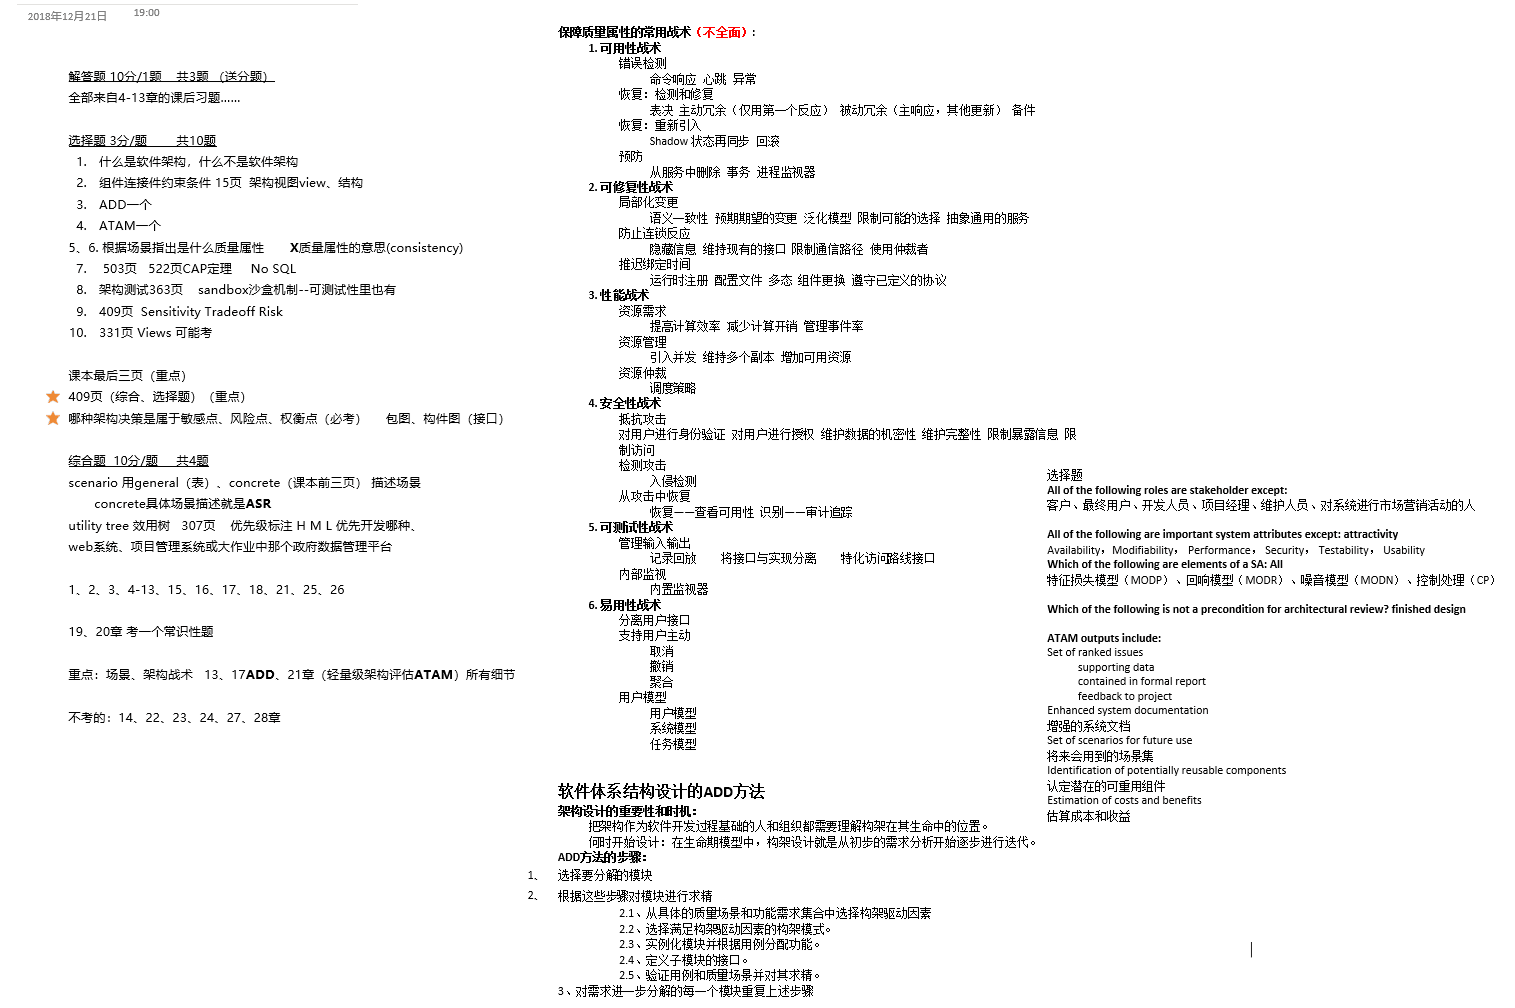 2018年12月21日 19:00
解答题 10分/1题 共3题 （送分题）
全部来自4-13章的课后习题……
选择题 3分/题 共10题
1. 什么是软件架构，什么不是软件架构
2. 组件连接件约束条件 15页 架构视图view、结构
3. ADD一个
4. ATAM一个
5、6. 根据场景指出是什么质量属性 X质量属性的意思(consistency)
7. 503页 522页CAP定理 No SQL
8. 架构测试363页 sandbox沙盒机制--可测试性里也有
9. 409页 Sensitivity Tradeoff Risk
10. 331页 Views 可能考
课本最后三页（重点）
409页（综合、选择题）（重点）
哪种架构决策是属于敏感点、风险点、权衡点（必考） 包图、构件图（接口）
综合题 10分/题 共4题
scenario 用general（表）、concrete（课本前三页） 描述场景
concrete具体场景描述就是ASR
utility tree 效用树 307页 优先级标注 H M L 优先开发哪种、
web系统、项目管理系统或大作业中那个政府数据管理平台
1、2、3、4-13、15、16、17、18、21、25、26
19、20章 考一个常识性题
重点：场景、架构战术 13、17ADD、21章（轻量级架构评估ATAM）所有细节
不考的：14、22、23、24、27、28章
保障质量属性的常用战术（不全面）：
1. 可用性战术
错误检测
命令响应 心跳 异常
恢复：检测和修复
表决 主动冗余（仅用第一个反应） 被动冗余（主响应，其他更新） 备件
恢复：重新引入
Shadow 状态再同步 回滚
预防
从服务中删除 事务 进程监视器
2. 可修复性战术
局部化变更
语义一致性 预期期望的变更 泛化模型 限制可能的选择 抽象通用的服务
防止连锁反应
隐藏信息 维持现有的接口 限制通信路径 使用仲裁者
推迟绑定时间
运行时注册 配置文件 多态 组件更换 遵守已定义的协议
3. 性能战术
资源需求
提高计算效率 减少计算开销 管理事件率
资源管理
引入并发 维持多个副本 增加可用资源
资源仲裁
调度策略
4. 安全性战术
抵抗攻击
对用户进行身份验证 对用户进行授权 维护数据的机密性 维护完整性 限制暴露信息 限
制访问
检测攻击
入侵检测
从攻击中恢复
恢复——查看可用性 识别——审计追踪
5. 可测试性战术
管理输入输出
记录回放 将接口与实现分离 特化访问路线接口
内部监视
内置监视器
6. 易用性战术
分离用户接口
支持用户主动
取消
撤销
聚合
用户模型
用户模型
系统模型
任务模型
软件体系结构设计的ADD方法
架构设计的重要性和时机：
把架构作为软件开发过程基础的人和组织都需要理解构架在其生命中的位置。
何时开始设计：在生命期模型中，构架设计就是从初步的需求分析开始逐步进行迭代。
ADD方法的步骤：
1、 选择要分解的模块
2、 根据这些步骤对模块进行求精
2.1、从具体的质量场景和功能需求集合中选择构架驱动因素
2.2、选择满足构架驱动因素的构架模式。
2.3、实例化模块并根据用例分配功能。
2.4、定义子模块的接口。
2.5、验证用例和质量场景并对其求精。
3、对需求进一步分解的每一个模块重复上述步骤
选择题
All of the following roles are stakeholder except:
客户、最终用户、开发人员、项目经理、维护人员、对系统进行市场营销活动的人
All of the following are important system attributes except: attractivity
Availability， Modifiability， Performance， Security， Testability， Usability
Which of the following are elements of a SA: All
特征损失模型（MODP）、回响模型（MODR）、噪音模型（MODN）、控制处理（CP）
Which of the following is not a precondition for architectural review? finished design
ATAM outputs include:
Set of ranked issues
supporting data
contained in formal report
feedback to project
Enhanced system documentation
增强的系统文档
Set of scenarios for future use
将来会用到的场景集
Identification of potentially reusable components
认定潜在的可重用组件
Estimation of costs and benefits
估算成本和收益